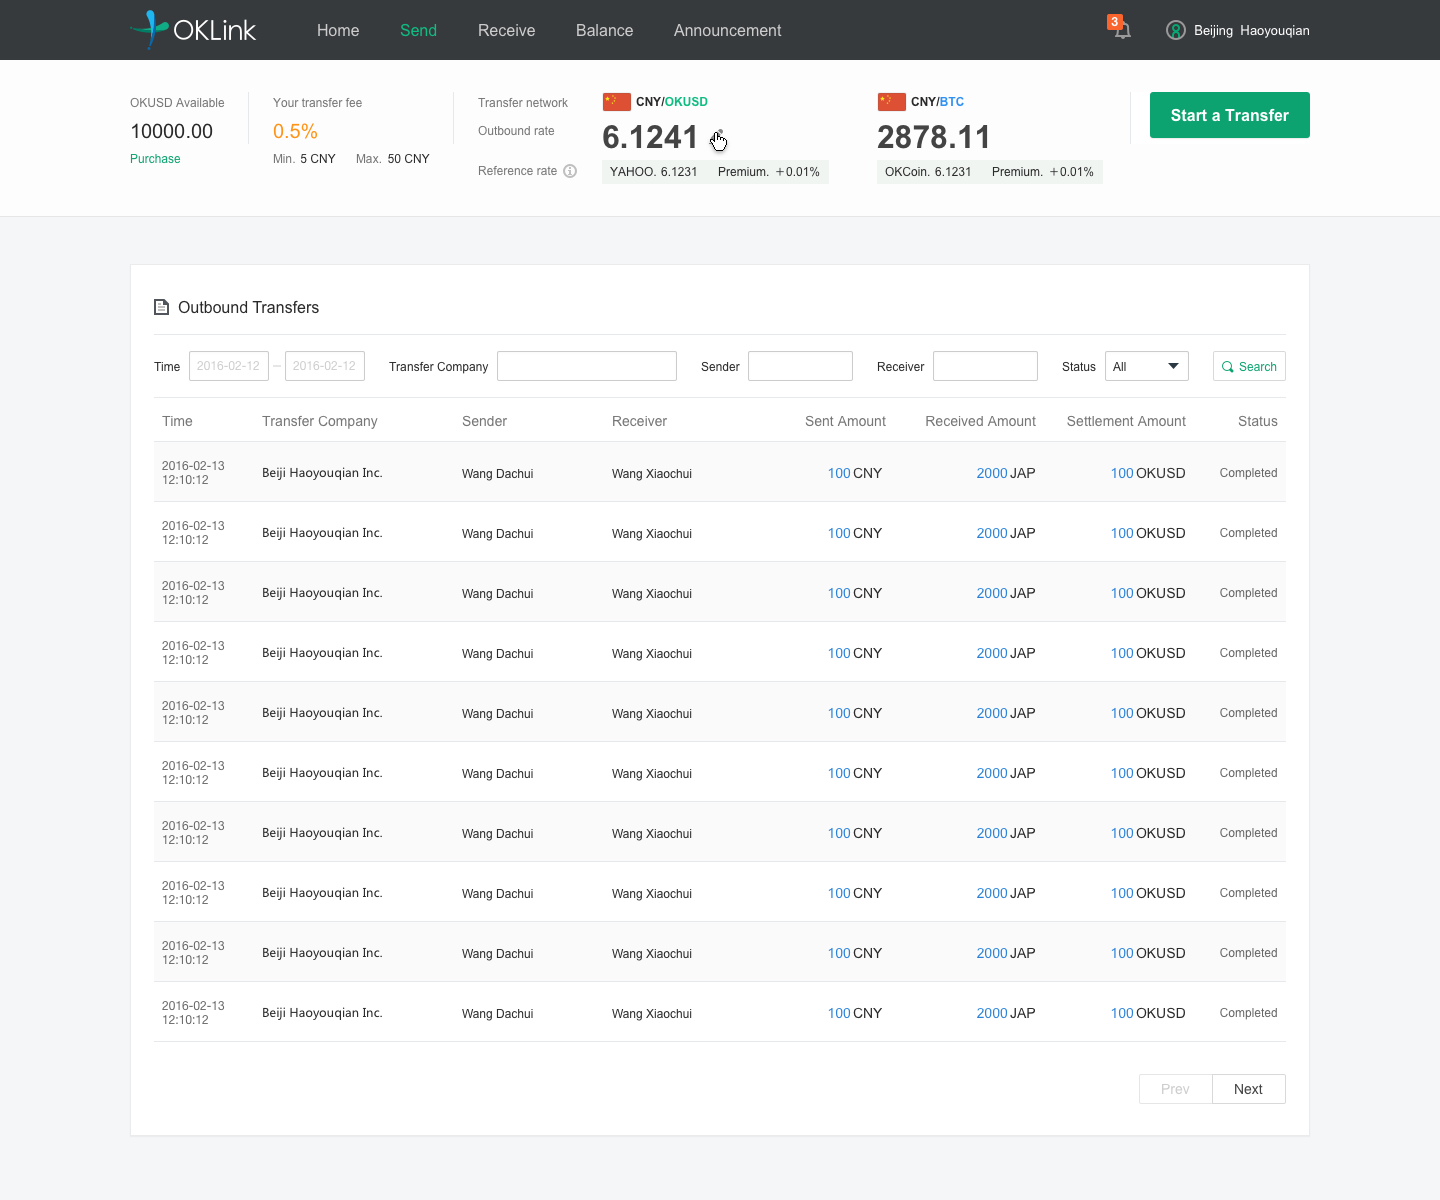 OKLink Home Send Receive Balance Announcement 3 Beijing Haoyouqian
OKUSD Available
10000.00
Purchase
Your transfer fee
0.5%
Min. 5 CNY Max. 50 CNY
Transfer network
Outbound rate
Reference rate
CNY/OKUSD
6.1241
YAHOO. 6.1231 Premium. +0.01%
CNY/BTC
2878.11
OKCoin. 6.1231 Premium. +0.01%
Start a Transfer
Outbound Transfers
Time 2016-02-12 – 2016-02-12 Transfer Company Sender Receiver Status All Search
Time Transfer Company Sender Receiver Sent Amount Received Amount Settlement Amount Status
2016-02-13
12:10:12
Beiji Haoyouqian Inc. Wang Dachui Wang Xiaochui 100 CNY 2000 JAP 100 OKUSD Completed
2016-02-13
12:10:12
Beiji Haoyouqian Inc. Wang Dachui Wang Xiaochui 100 CNY 2000 JAP 100 OKUSD Completed
2016-02-13
12:10:12
Beiji Haoyouqian Inc. Wang Dachui Wang Xiaochui 100 CNY 2000 JAP 100 OKUSD Completed
2016-02-13
12:10:12
Beiji Haoyouqian Inc. Wang Dachui Wang Xiaochui 100 CNY 2000 JAP 100 OKUSD Completed
2016-02-13
12:10:12
Beiji Haoyouqian Inc. Wang Dachui Wang Xiaochui 100 CNY 2000 JAP 100 OKUSD Completed
2016-02-13
12:10:12
Beiji Haoyouqian Inc. Wang Dachui Wang Xiaochui 100 CNY 2000 JAP 100 OKUSD Completed
2016-02-13
12:10:12
Beiji Haoyouqian Inc. Wang Dachui Wang Xiaochui 100 CNY 2000 JAP 100 OKUSD Completed
2016-02-13
12:10:12
Beiji Haoyouqian Inc. Wang Dachui Wang Xiaochui 100 CNY 2000 JAP 100 OKUSD Completed
2016-02-13
12:10:12
Beiji Haoyouqian Inc. Wang Dachui Wang Xiaochui 100 CNY 2000 JAP 100 OKUSD Completed
2016-02-13
12:10:12
Beiji Haoyouqian Inc. Wang Dachui Wang Xiaochui 100 CNY 2000 JAP 100 OKUSD Completed
Prev Next